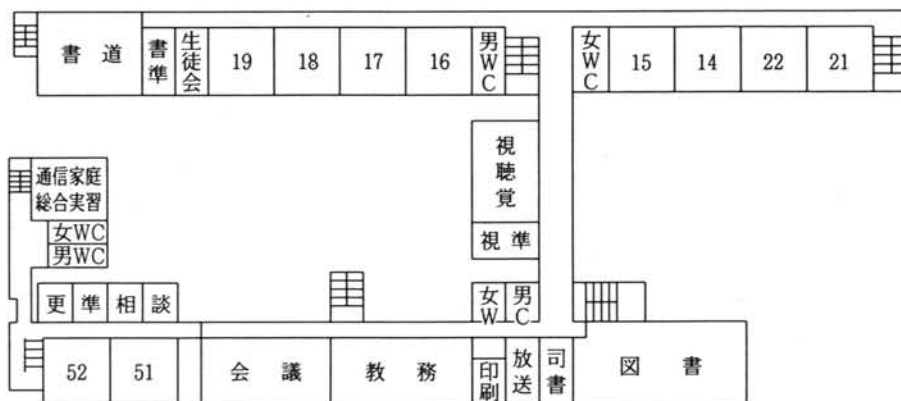 書道
書準
生徒会
19
18
17
16
男WC
女WC
15
14
22
21
視聴覚
視準
通信家庭
総合実習
女WC
男WC
更
準
相
談
女W
男C
52
51
会議
教務
印刷
放送
司書
図書